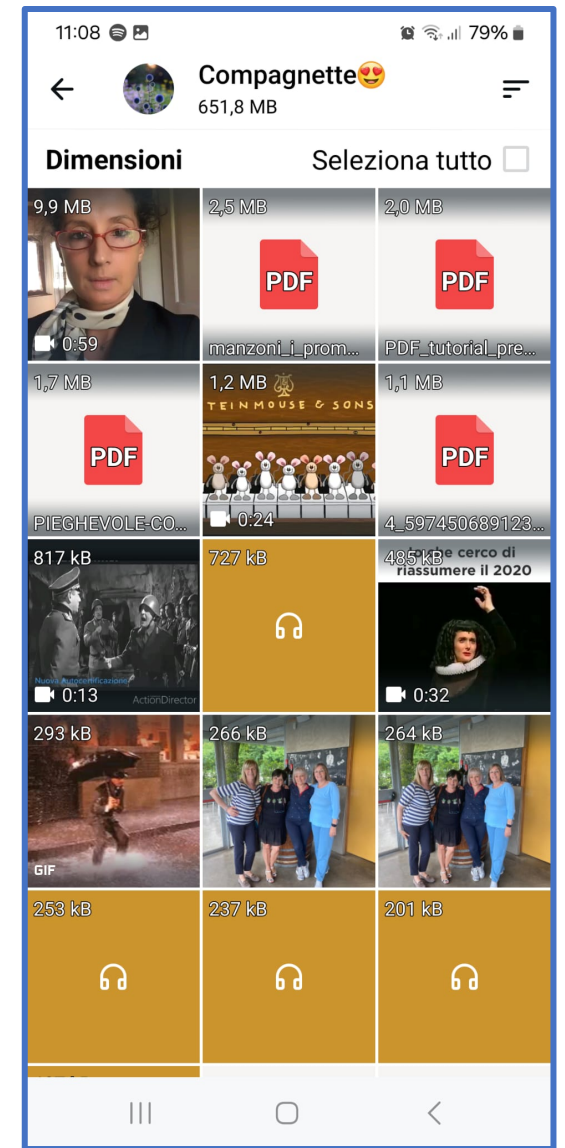 11:08
79%
Compagnette😍
651,8 MB
Dimensioni
Seleziona tutto
9,9 MB
2,5 MB
2,0 MB
PDF
PDF
0:59
manzoni_i_prom...
PDF_tutorial_pre...
1,7 MB
1,2 MB
1,1 MB
TEINMOUSE & SONS
PDF
PDF
PIEGHEVOLE-CO...
0:24
4_597450689123...
817 kB
727 kB
485 kB
cerco di
riassumere il 2020
Nuova Autocertificazione
0:13
ActionDirector
0:32
293 kB
266 kB
264 kB
GIF
253 kB
237 kB
201 kB